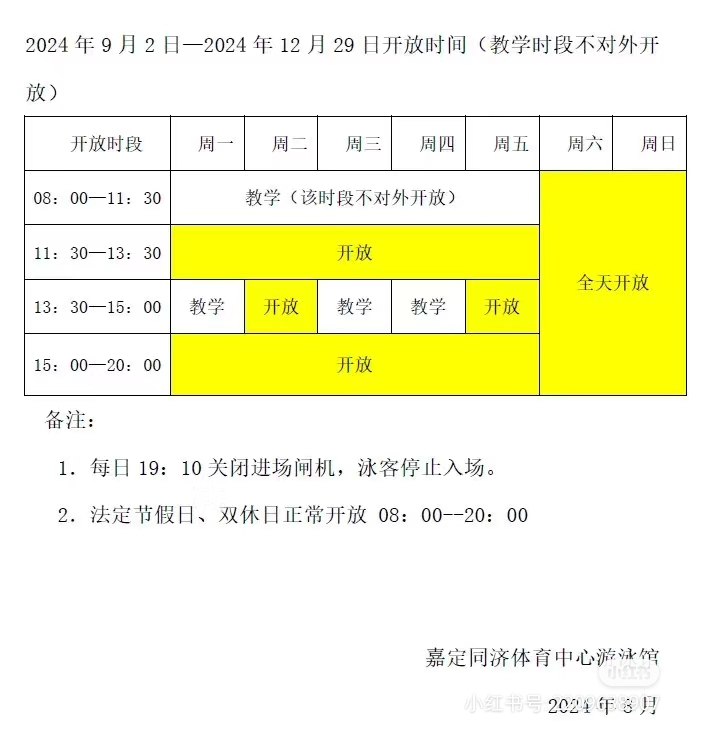 2024 年 9 月 2 日—2024 年 12 月 29 日开放时间（教学时段不对外开
放）
开放时段 周一 周二 周三 周四 周五 周六 周日
08：00—11：30 教学（该时段不对外开放）
11：30—13：30 开放
全天开放
13：30—15：00 教学 开放 教学 教学 开放
15：00—20：00 开放
备注：
1．每日 19：10 关闭进场闸机，泳客停止入场。
2．法定节假日、双休日正常开放 08：00--20：00
嘉定同济体育中心游泳馆
小红书
小红书号
2024 年 8 月